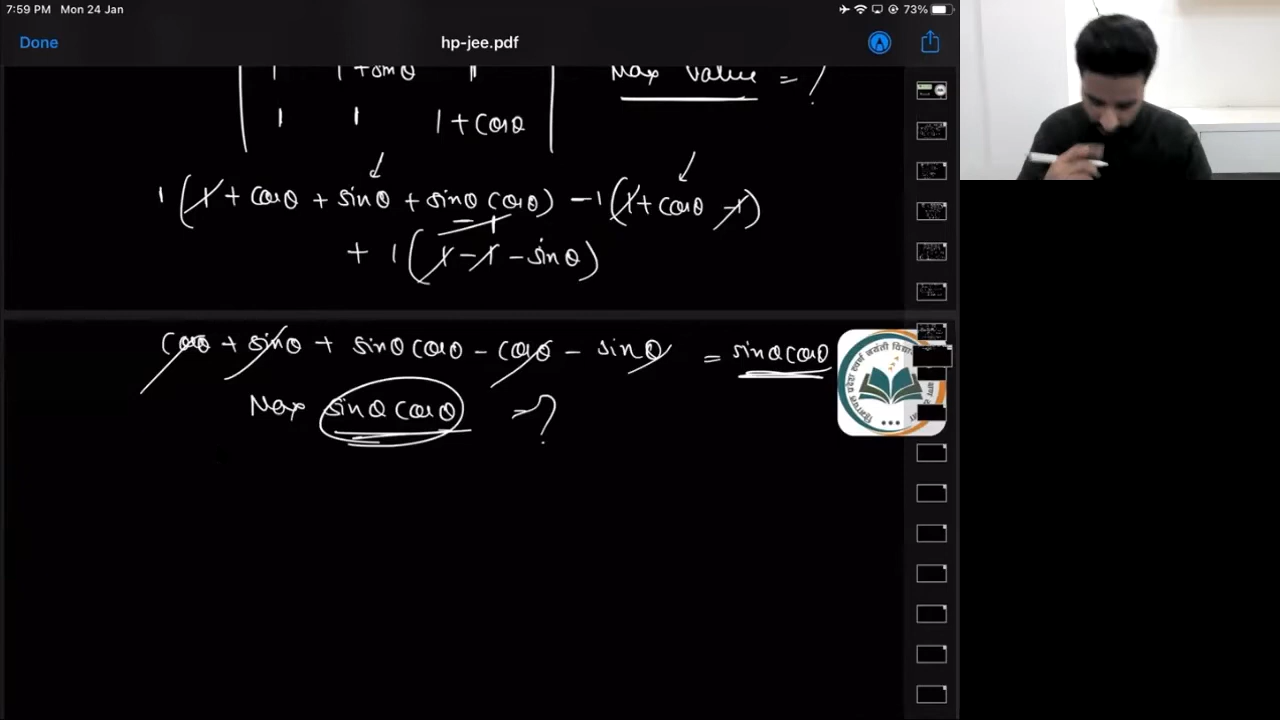 7:59 PM Mon 24 Jan
73%
Done
hp-jee.pdf
1 1+sinθ 1 Max Value = ?
1 1 1+cosθ
1 (1 + cosθ + sinθ + sinθ cosθ) - 1 (1 + cosθ - 1)
+ 1 (1 - 1 - sinθ)
cosθ + sinθ + sinθ cosθ - cosθ - sinθ = sinθ cosθ
Max sinθ cosθ = ?